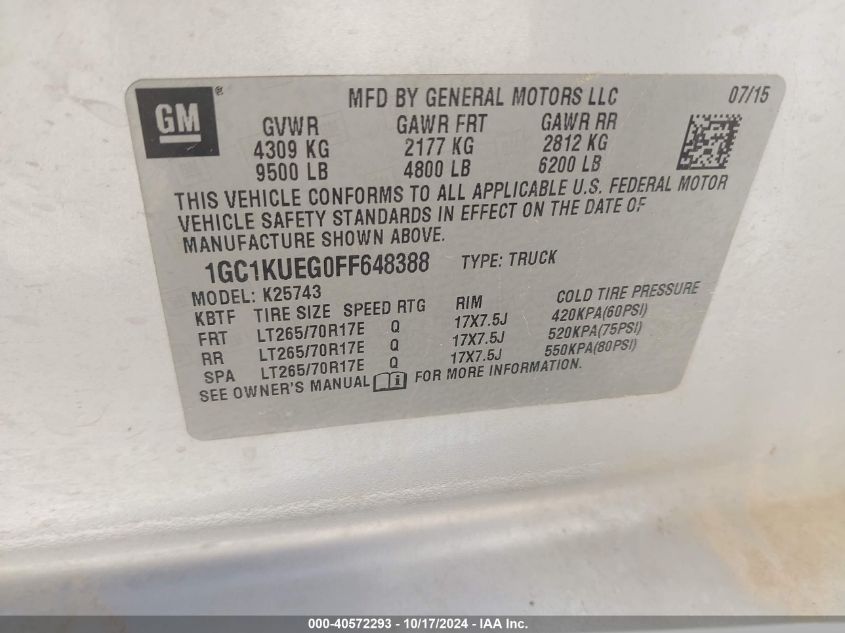 GM ® MFD BY GENERAL MOTORS LLC 07/15
GVWR GAWR FRT GAWR RR
4309 KG 2177 KG 2812 KG
9500 LB 4800 LB 6200 LB
THIS VEHICLE CONFORMS TO ALL APPLICABLE U.S. FEDERAL MOTOR
VEHICLE SAFETY STANDARDS IN EFFECT ON THE DATE OF
MANUFACTURE SHOWN ABOVE.
1GC1KUEG0FF648388 TYPE: TRUCK
MODEL: K25743
KBTF TIRE SIZE SPEED RTG RIM COLD TIRE PRESSURE
FRT LT265/70R17E Q 17X7.5J 420KPA(60PSI)
RR LT265/70R17E Q 17X7.5J 520KPA(75PSI)
SPA LT265/70R17E Q 17X7.5J 550KPA(80PSI)
SEE OWNER'S MANUAL FOR MORE INFORMATION.
000-40572293 - 10/17/2024 - IAA Inc.